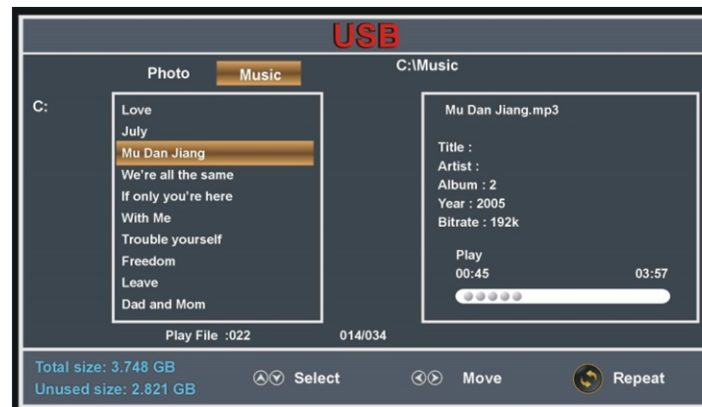 USB
Photo Music C:\Music
C:
Love
July
Mu Dan Jiang
We're all the same
If only you're here
With Me
Trouble yourself
Freedom
Leave
Dad and Mom
Mu Dan Jiang.mp3
Title :
Artist :
Album : 2
Year : 2005
Bitrate : 192k
Play
00:45 03:57
Play File :022 014/034
Total size: 3.748 GB
Unused size: 2.821 GB
Select Move Repeat